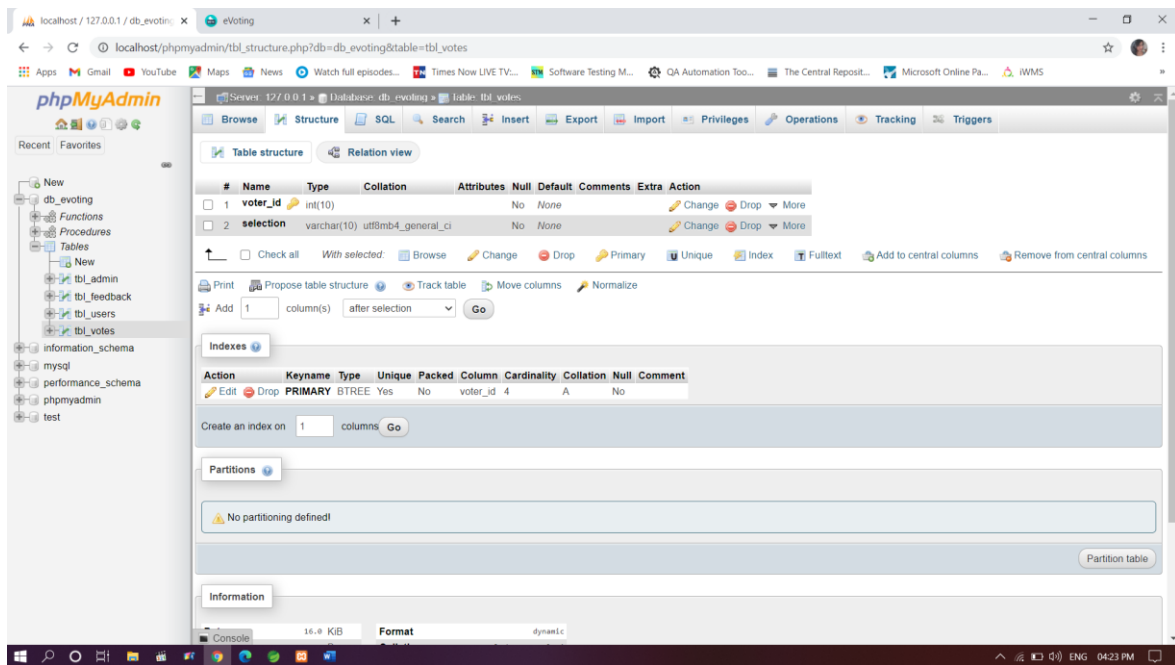 localhost / 127.0.0.1 / db_evoting
eVoting
localhost/phpmyadmin/tbl_structure.php?db=db_evoting&table=tbl_votes
Apps Gmail YouTube Maps News Watch full episodes... Times Now LIVE TV:... Software Testing M... QA Automation Too... The Central Reposit... Microsoft Online Pa... iWMS
phpMyAdmin
Recent Favorites
New
db_evoting
Functions
Procedures
Tables
New
tbl_admin
tbl_feedback
tbl_users
tbl_votes
information_schema
mysql
performance_schema
phpmyadmin
test
Server: 127.0.0.1 » Database: db_evoting » Table: tbl_votes
Browse Structure SQL Search Insert Export Import Privileges Operations Tracking Triggers
Table structure Relation view
# Name Type Collation Attributes Null Default Comments Extra Action
1 voter_id int(10) No None Change Drop More
2 selection varchar(10) utf8mb4_general_ci No None Change Drop More
Check all With selected: Browse Change Drop Primary Unique Index Fulltext Add to central columns Remove from central columns
Print Propose table structure Track table Move columns Normalize
Add 1 column(s) after selection Go
Indexes
Action Keyname Type Unique Packed Column Cardinality Collation Null Comment
Edit Drop PRIMARY BTREE Yes No voter_id 4 A No
Create an index on 1 columns Go
Partitions
No partitioning defined!
Partition table
Information
16.0 KiB Format dynamic
Console
ENG 04:23 PM